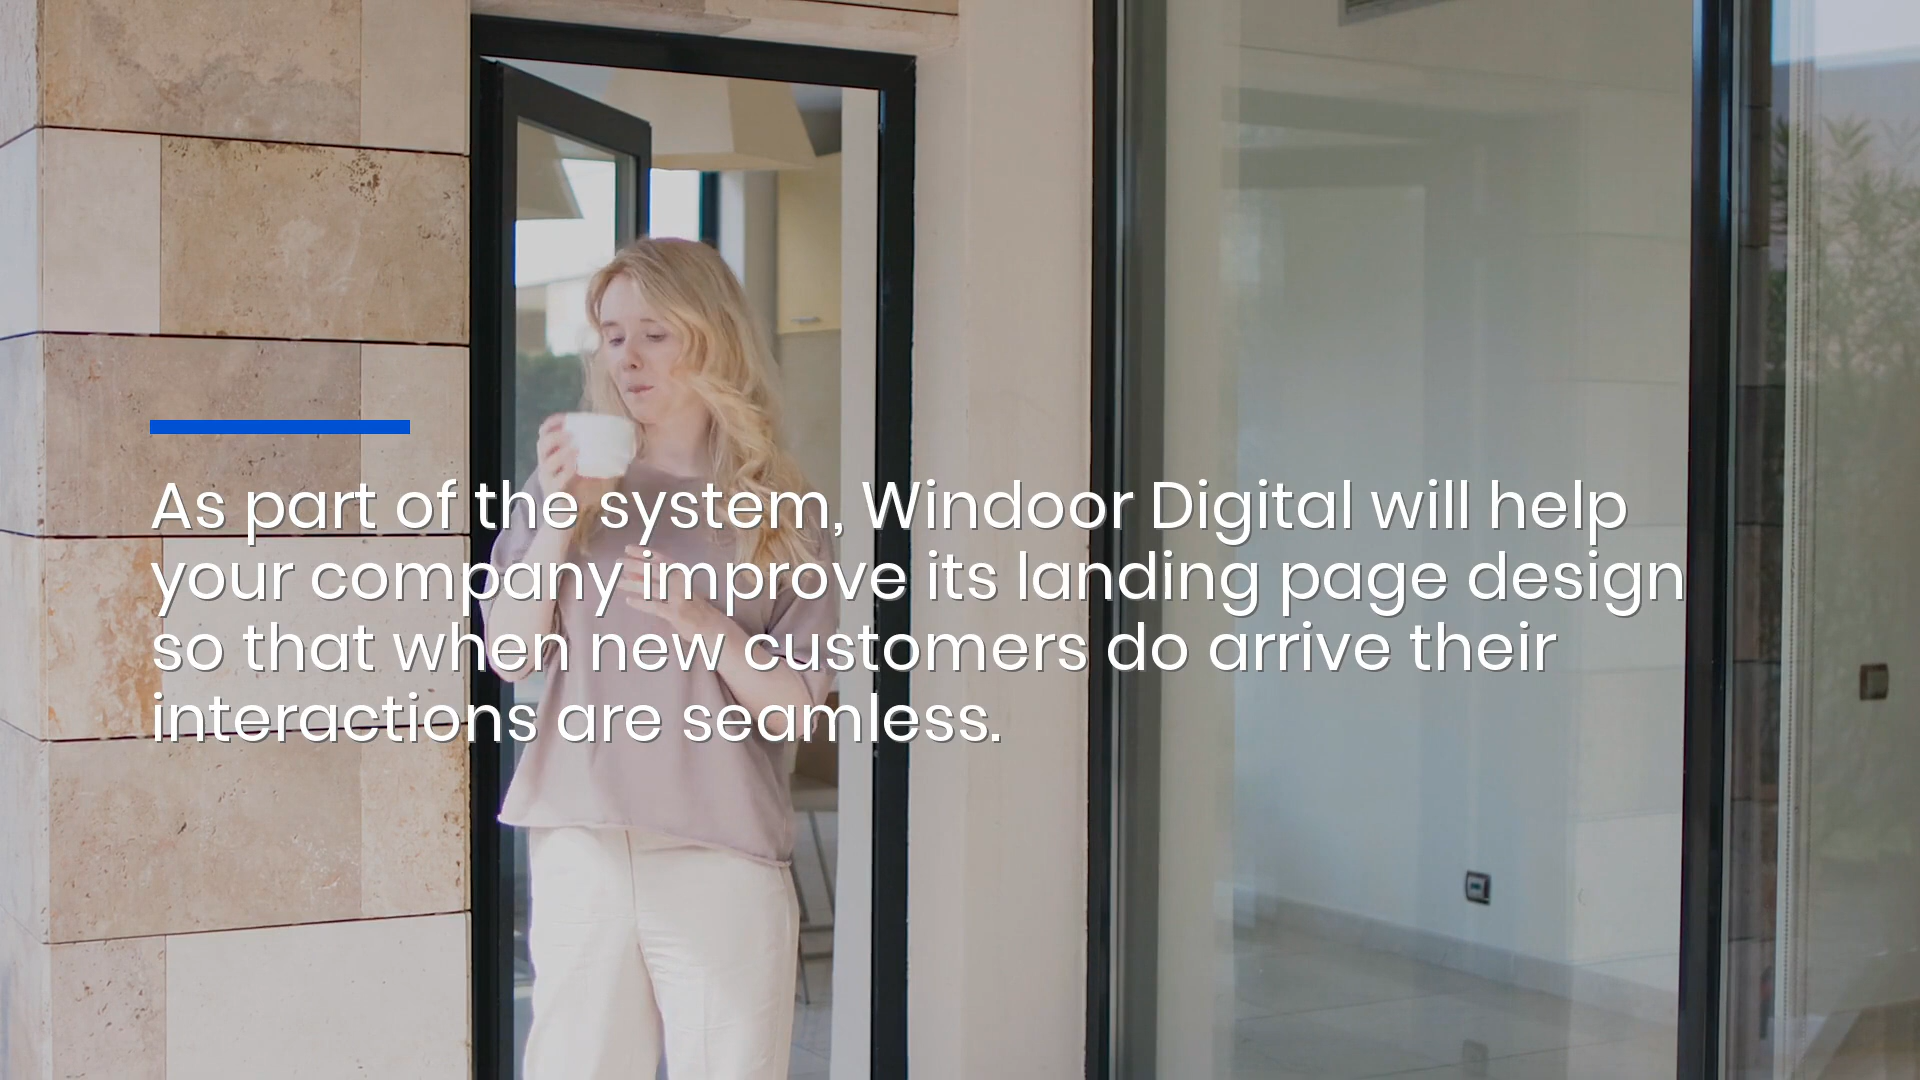 As part of the system, Windoor Digital will help
your company improve its landing page design
so that when new customers do arrive their
interactions are seamless.